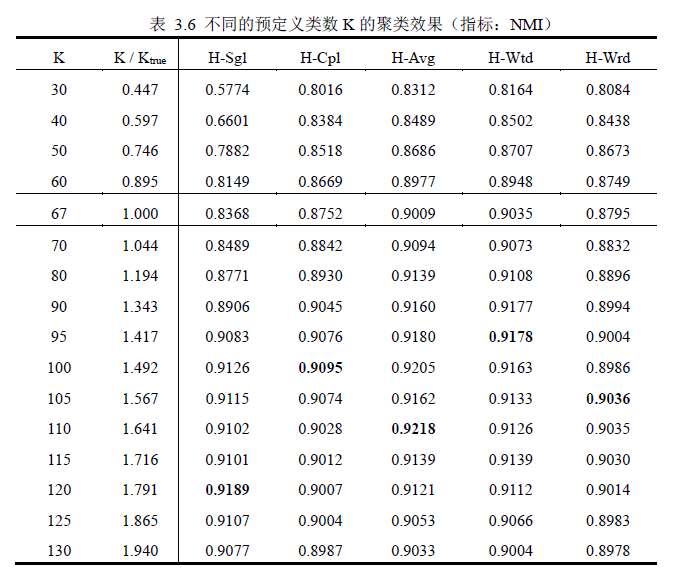 表 3.6 不同的预定义类数 K 的聚类效果（指标：NMI）
K K / Ktrue H-Sgl H-Cpl H-Avg H-Wtd H-Wrd
30 0.447 0.5774 0.8016 0.8312 0.8164 0.8084
40 0.597 0.6601 0.8384 0.8489 0.8502 0.8438
50 0.746 0.7882 0.8518 0.8686 0.8707 0.8673
60 0.895 0.8149 0.8669 0.8977 0.8948 0.8749
67 1.000 0.8368 0.8752 0.9009 0.9035 0.8795
70 1.044 0.8489 0.8842 0.9094 0.9073 0.8832
80 1.194 0.8771 0.8930 0.9139 0.9108 0.8896
90 1.343 0.8906 0.9045 0.9160 0.9177 0.8994
95 1.417 0.9083 0.9076 0.9180 0.9178 0.9004
100 1.492 0.9126 0.9095 0.9205 0.9163 0.8986
105 1.567 0.9115 0.9074 0.9162 0.9133 0.9036
110 1.641 0.9102 0.9028 0.9218 0.9126 0.9035
115 1.716 0.9101 0.9012 0.9139 0.9139 0.9030
120 1.791 0.9189 0.9007 0.9121 0.9112 0.9014
125 1.865 0.9107 0.9004 0.9053 0.9066 0.8983
130 1.940 0.9077 0.8987 0.9033 0.9004 0.8978